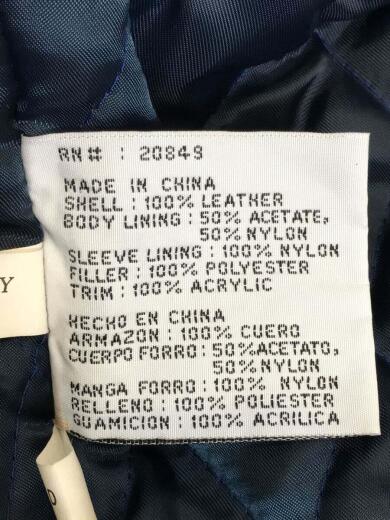 RN# : 20849
MADE IN CHINA
SHELL : 100% LEATHER
BODY LINING : 50% ACETATE,
50% NYLON
SLEEVE LINING : 100% NYLON
FILLER : 100% POLYESTER
TRIM : 100% ACRYLIC
HECHO EN CHINA
ARMAZON : 100% CUERO
CUERPO FORRO : 50% ACETATO,
50% NYLON
MANGA FORRO : 100% NYLON
RELLENO : 100% POLIESTER
GUAMICION : 100% ACRILICA
Y